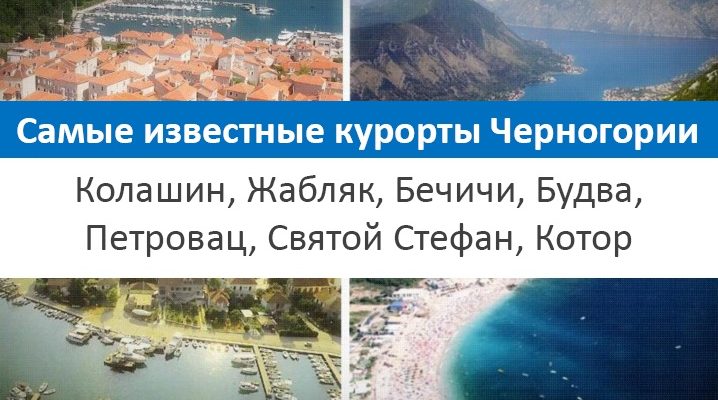 Самые известные курорты Черногории
Колашин, Жабляк, Бечичи, Будва,
Петровац, Святой Стефан, Котор